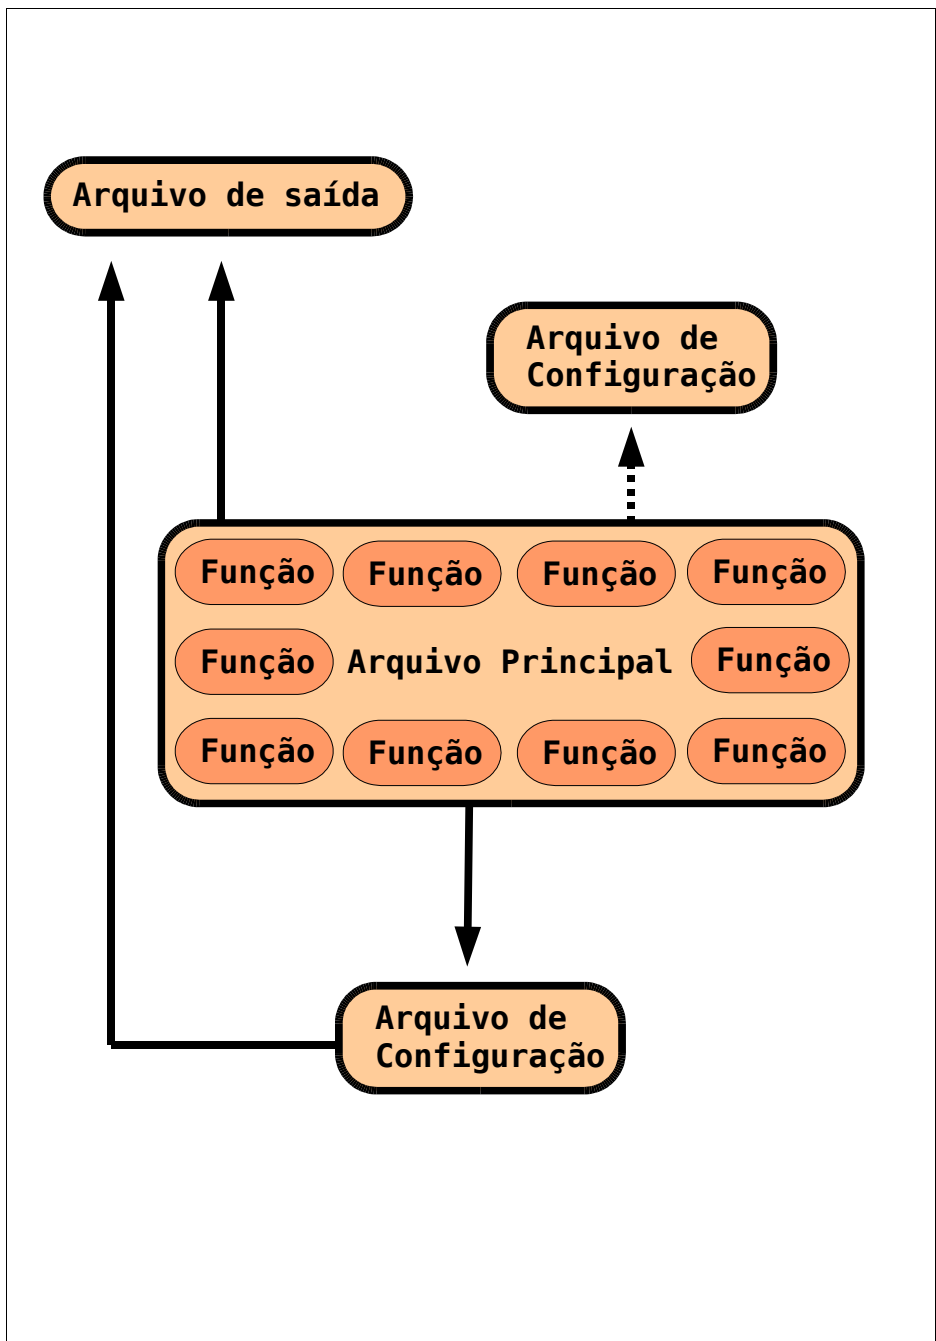 Arquivo de saída
Arquivo de
Configuração
Função Função Função Função
Função Arquivo Principal Função
Função Função Função Função
Arquivo de
Configuração